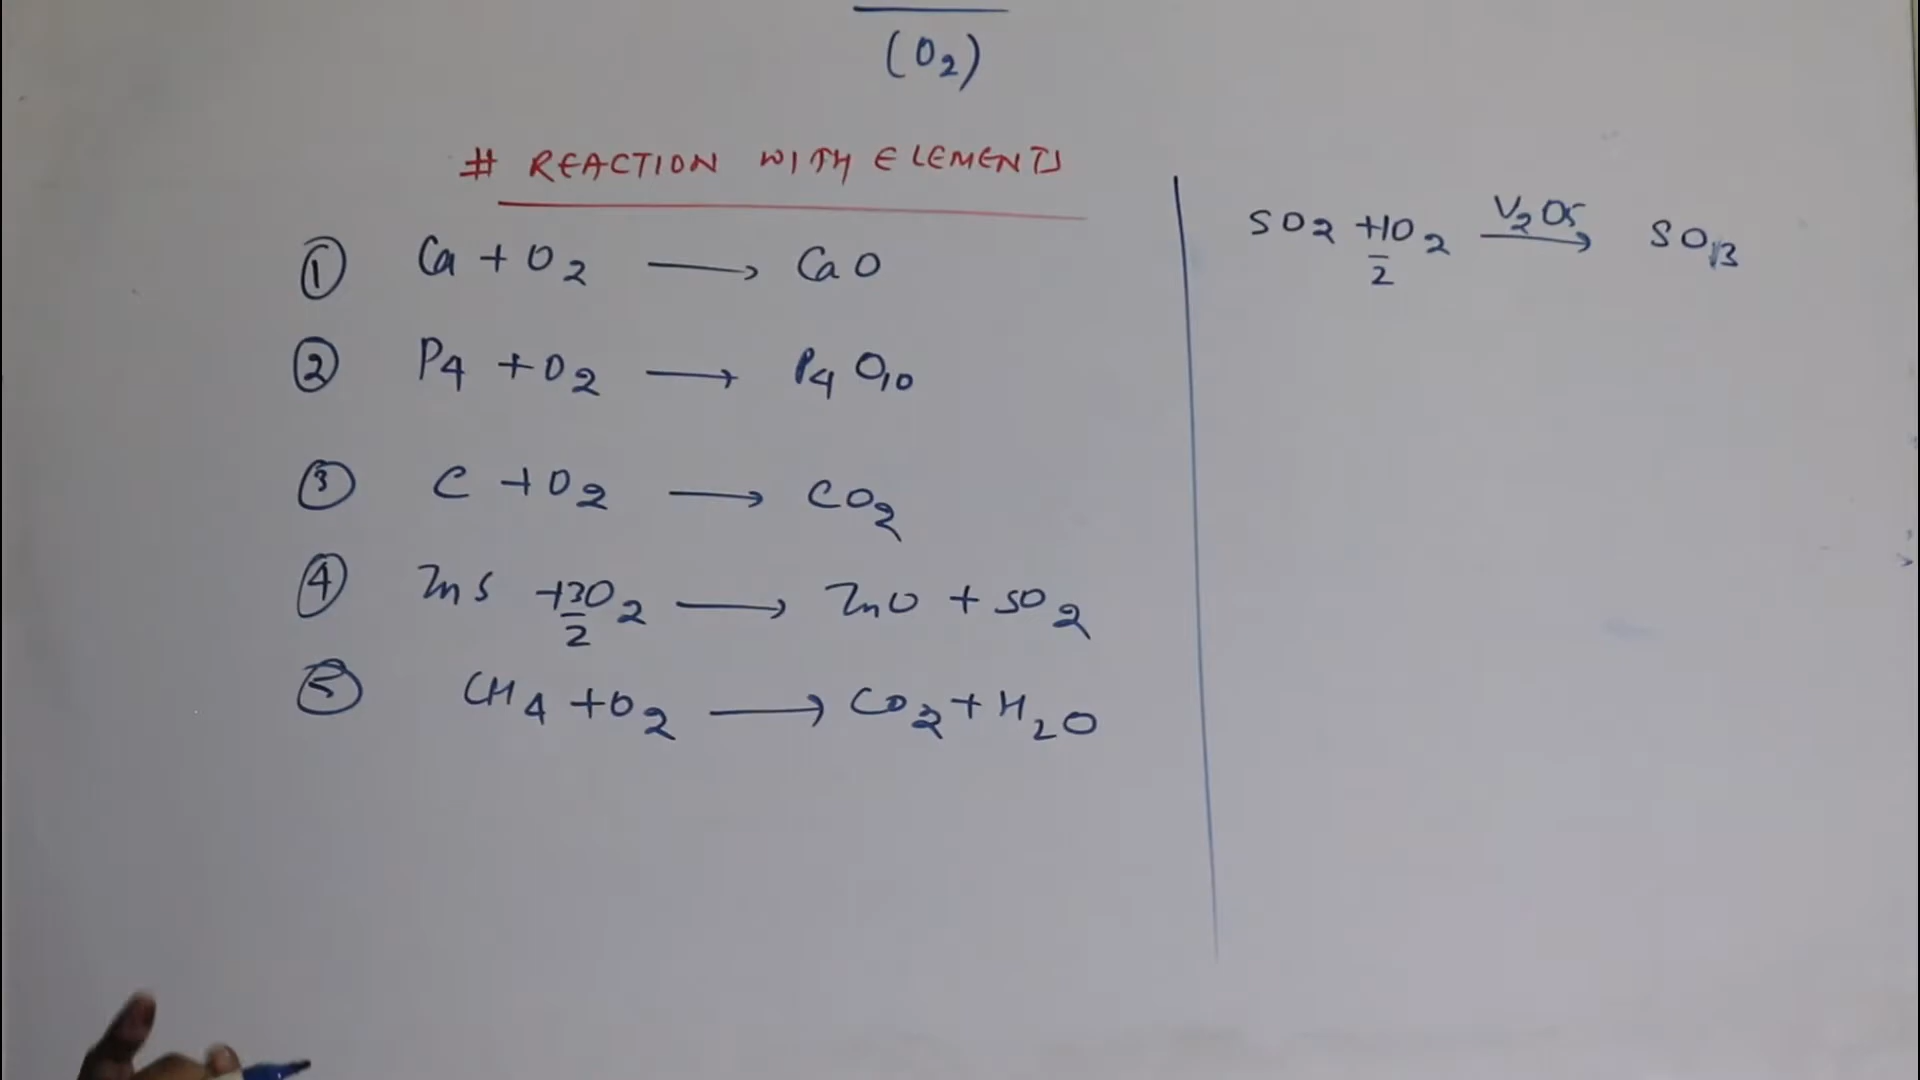 (O2)
# REACTION WITH ELEMENTS
① Ca + O2 → CaO
② P4 + O2 → P4O10
③ C + O2 → CO2
④ ZnS + 3/2 O2 → ZnO + SO2
⑤ CH4 + O2 → CO2 + H2O
SO2 + 1/2 O2 V2O5 → SO3